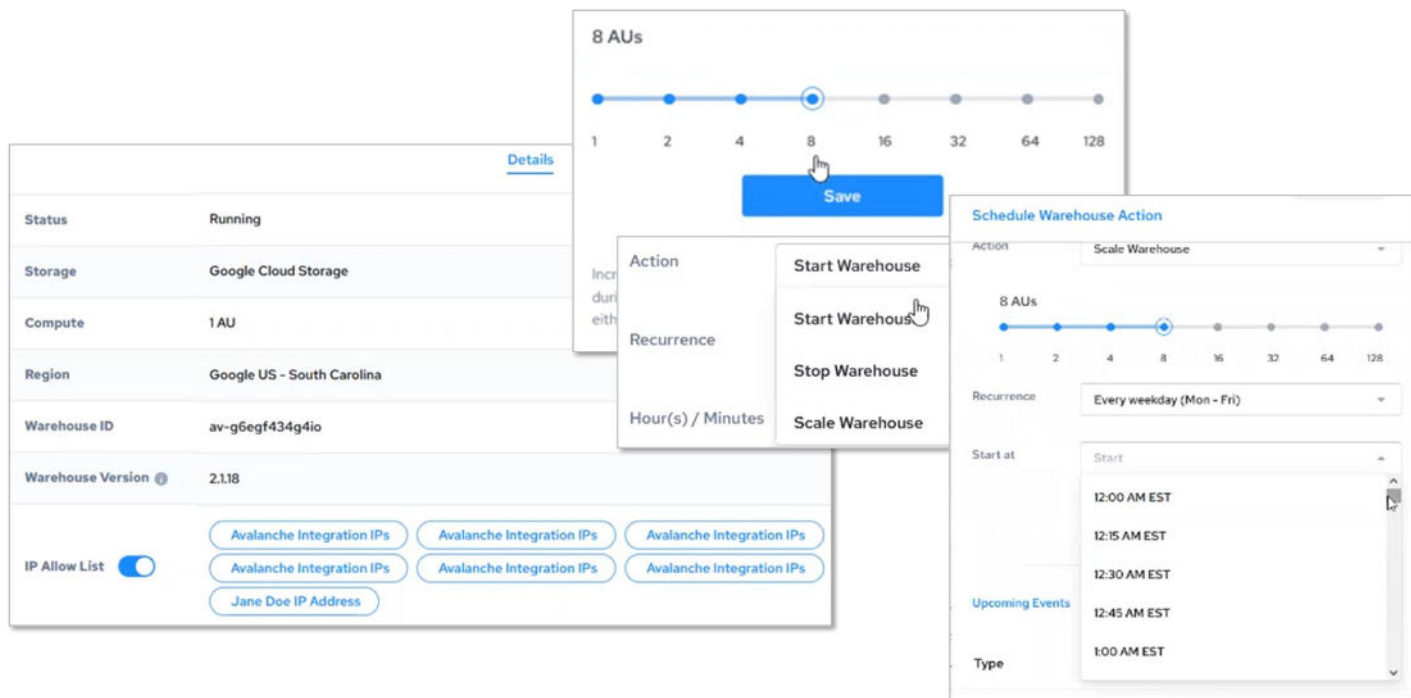 8 AUs
1 2 4 8 16 32 64 128
Save
Details
Status Running
Storage Google Cloud Storage
Compute 1 AU
Region Google US - South Carolina
Warehouse ID av-g6egf434g4io
Warehouse Version 2.1.18
IP Allow List
Avalanche Integration IPs Avalanche Integration IPs Avalanche Integration IPs
Avalanche Integration IPs Avalanche Integration IPs Avalanche Integration IPs
Jane Doe IP Address
Action Start Warehouse
Start Warehouse
Recurrence
Stop Warehouse
Hour(s) / Minutes Scale Warehouse
Schedule Warehouse Action
Action Scale Warehouse
8 AUs
1 2 4 8 16 32 64 128
Recurrence Every weekday (Mon - Fri)
Start at Start
12:00 AM EST
12:15 AM EST
12:30 AM EST
12:45 AM EST
1:00 AM EST
Upcoming Events
Type